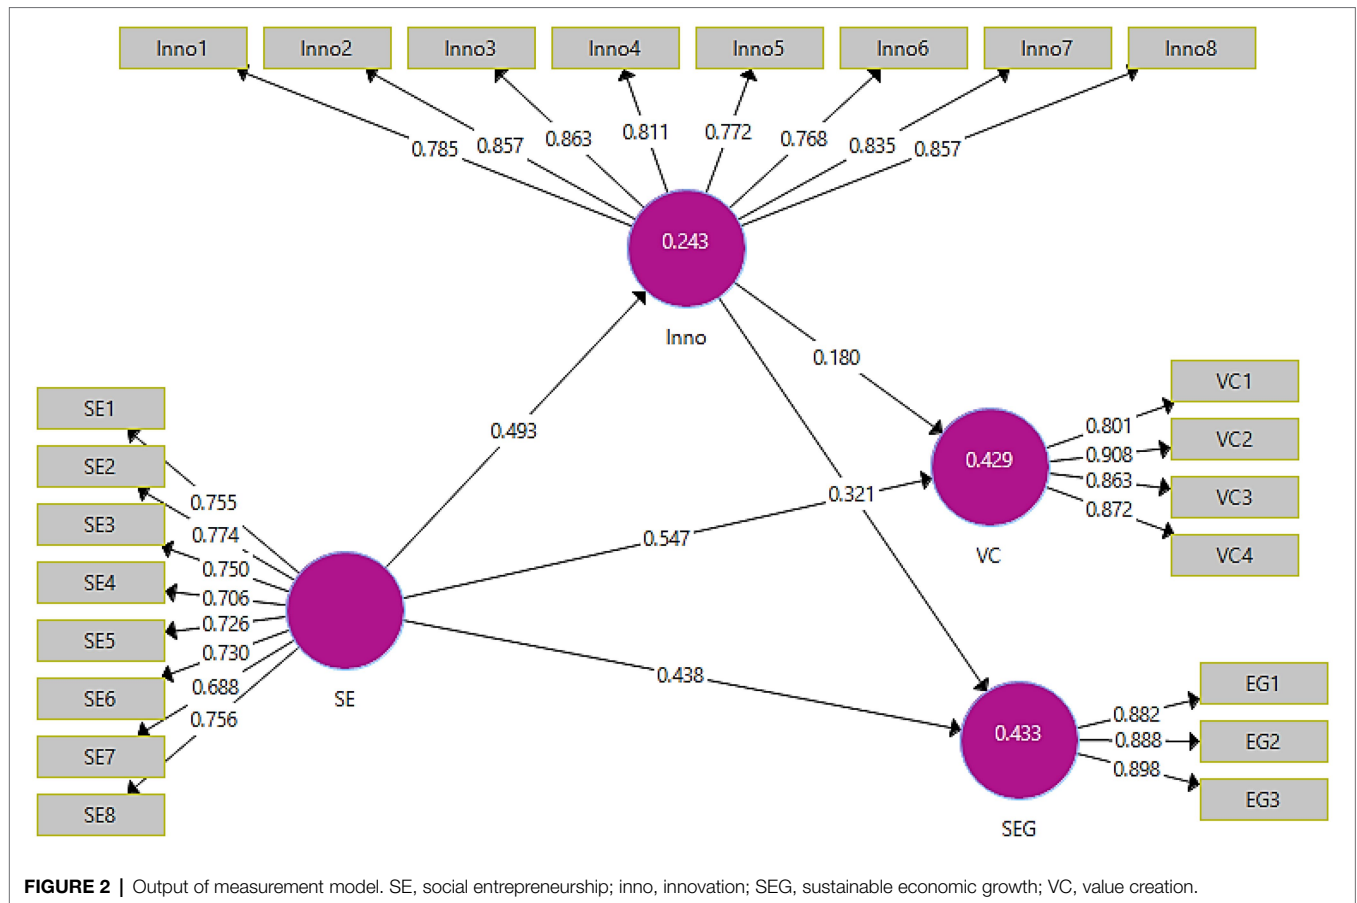 Inno1 Inno2 Inno3 Inno4 Inno5 Inno6 Inno7 Inno8
0.785 0.857 0.863 0.811 0.772 0.768 0.835 0.857
0.243
Inno
0.180
0.493
0.321
0.547
0.438
SE1
SE2
SE3
SE4
SE5
SE6
SE7
SE8
0.755
0.774
0.750
0.706
0.726
0.730
0.688
0.756
SE
0.429
VC
0.801
0.908
0.863
0.872
VC1
VC2
VC3
VC4
0.433
SEG
0.882
0.888
0.898
EG1
EG2
EG3
FIGURE 2 | Output of measurement model. SE, social entrepreneurship; inno, innovation; SEG, sustainable economic growth; VC, value creation.